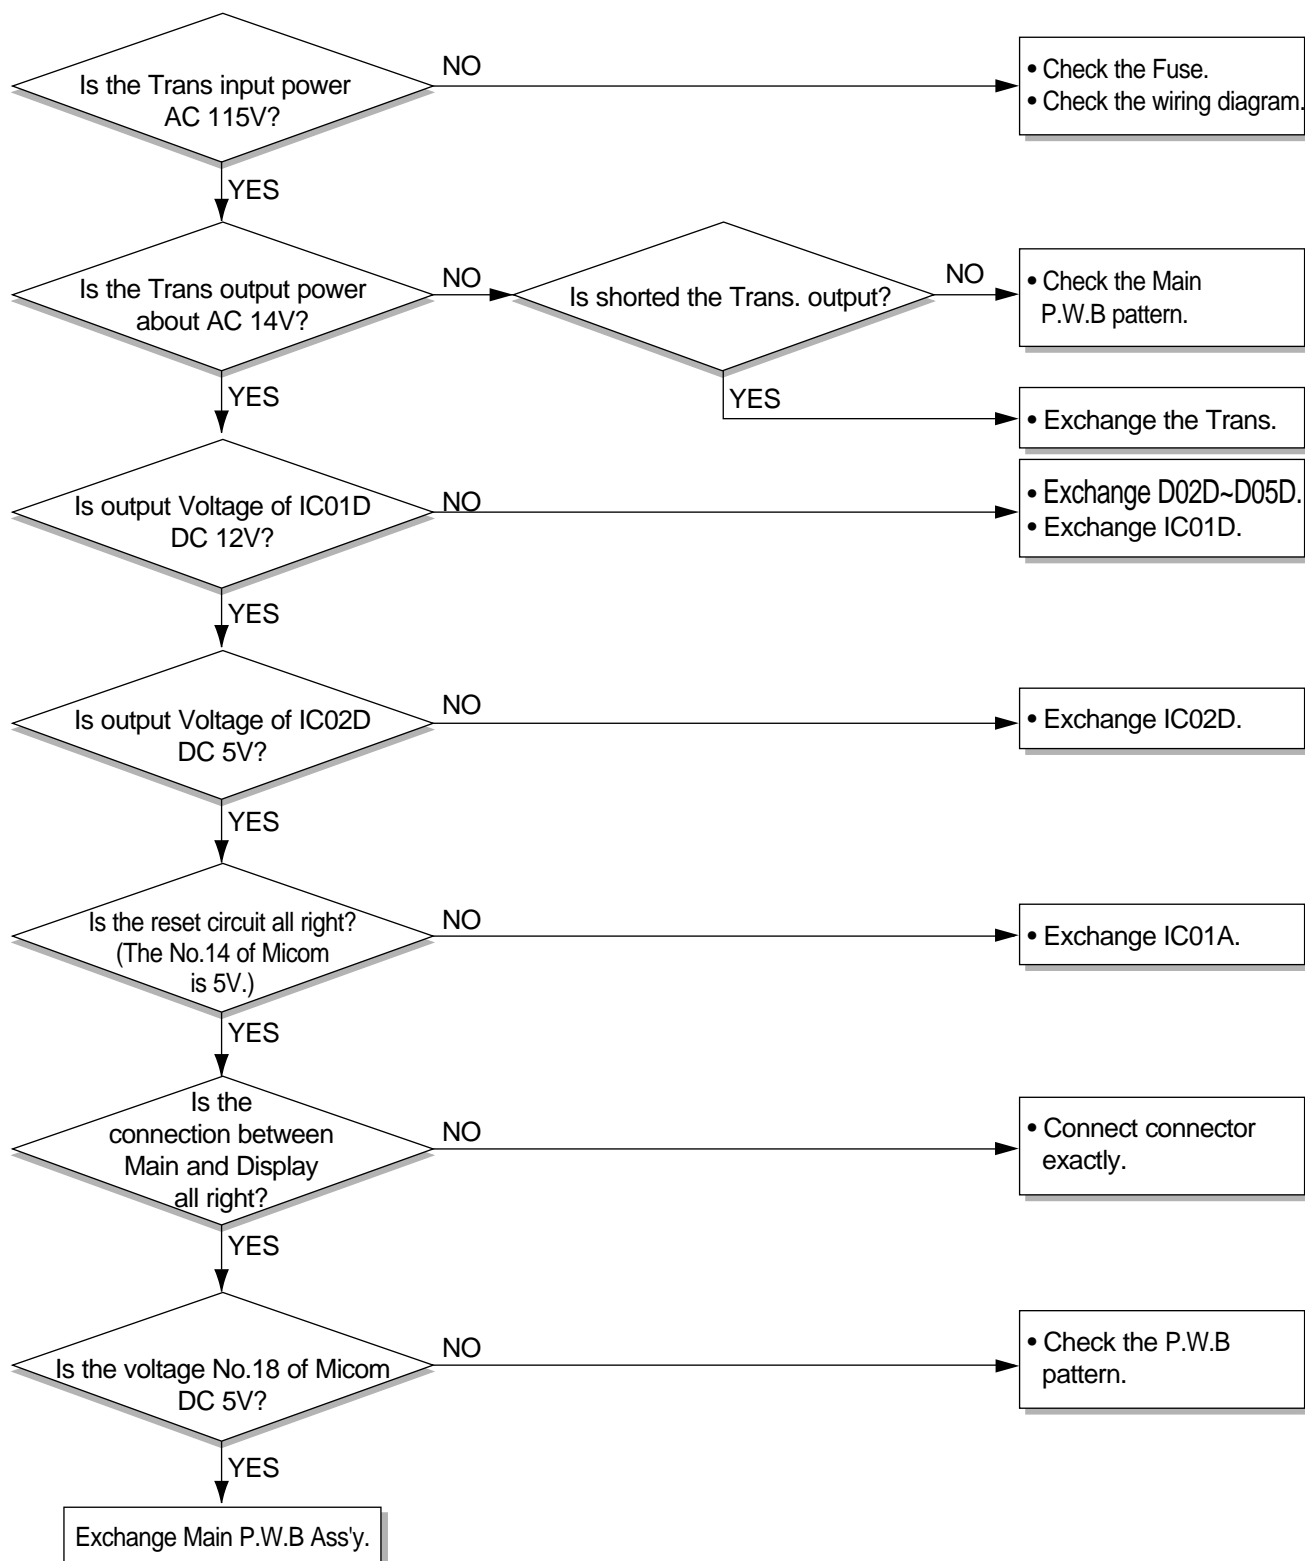 Is the Trans input power
AC 115V?
NO
• Check the Fuse.
• Check the wiring diagram.
YES
Is the Trans output power
about AC 14V?
NO
Is shorted the Trans. output?
NO
• Check the Main
P.W.B pattern.
YES
YES
• Exchange the Trans.
Is output Voltage of IC01D
DC 12V?
NO
• Exchange D02D~D05D.
• Exchange IC01D.
YES
Is output Voltage of IC02D
DC 5V?
NO
• Exchange IC02D.
YES
Is the reset circuit all right?
(The No.14 of Micom
is 5V.)
NO
• Exchange IC01A.
YES
Is the
connection between
Main and Display
all right?
NO
• Connect connector
exactly.
YES
Is the voltage No.18 of Micom
DC 5V?
NO
• Check the P.W.B
pattern.
YES
Exchange Main P.W.B Ass'y.